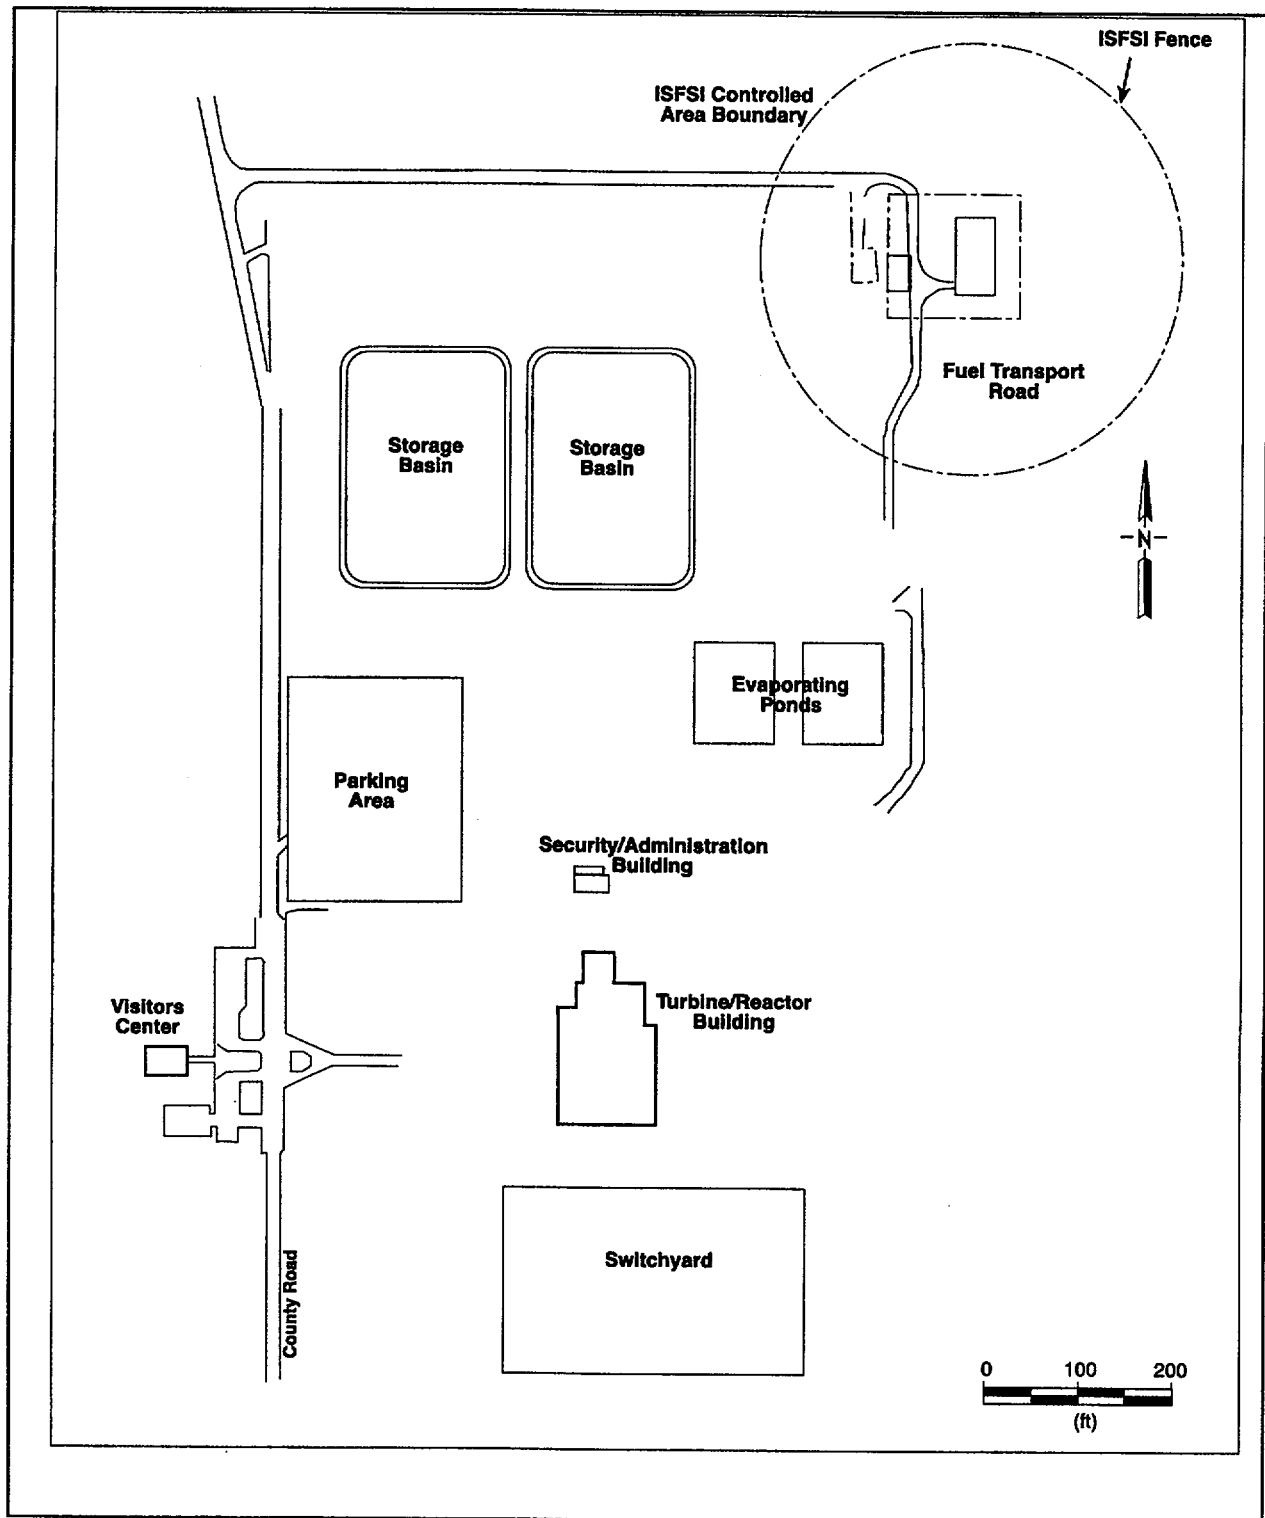 ISFSI Fence
ISFSI Controlled
Area Boundary
Fuel Transport
Road
Storage
Basin
Storage
Basin
N
Evaporating
Ponds
Parking
Area
Security/Administration
Building
Visitors
Center
Turbine/Reactor
Building
Switchyard
County Road
0 100 200
(ft)